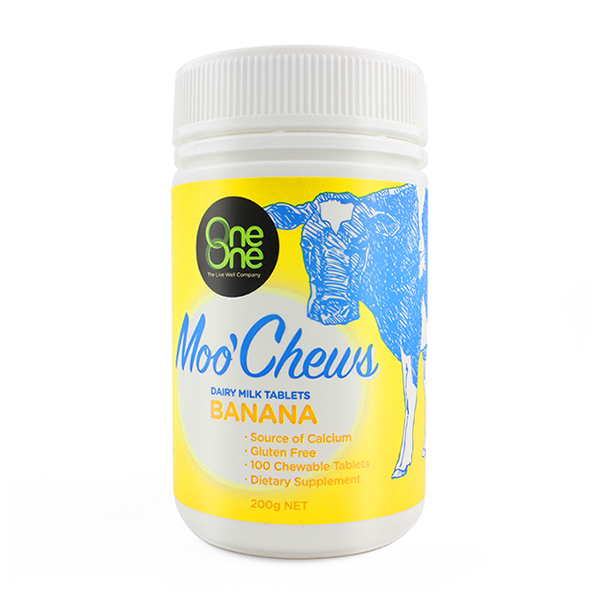 One
One
The Live Well Company
Moo'Chews
DAIRY MILK TABLETS
BANANA
· Source of Calcium
· Gluten Free
· 100 Chewable Tablets
· Dietary Supplement
200g NET